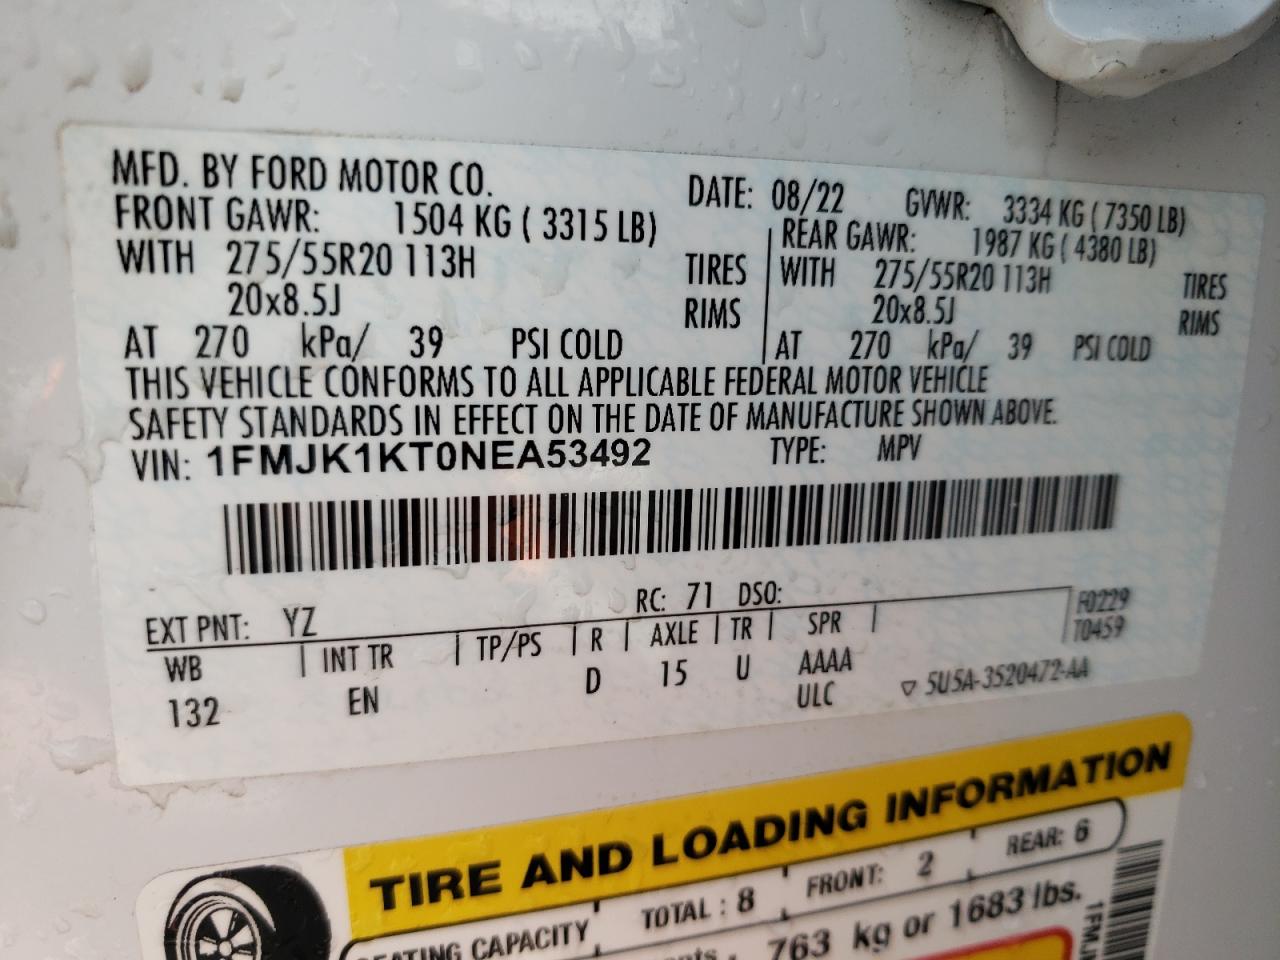 MFD. BY FORD MOTOR CO. DATE: 08/22 GVWR: 3334 KG ( 7350 LB)
FRONT GAWR: 1504 KG ( 3315 LB) REAR GAWR: 1987 KG ( 4380 LB)
WITH 275/55R20 113H TIRES WITH 275/55R20 113H TIRES
20x8.5J RIMS 20x8.5J RIMS
AT 270 kPa/ 39 PSI COLD AT 270 kPa/ 39 PSI COLD
THIS VEHICLE CONFORMS TO ALL APPLICABLE FEDERAL MOTOR VEHICLE
SAFETY STANDARDS IN EFFECT ON THE DATE OF MANUFACTURE SHOWN ABOVE.
VIN: 1FMJK1KT0NEA53492 TYPE: MPV
EXT PNT: YZ RC: 71 DSO: F0229
WB INT TR TP/PS R AXLE TR SPR T0459
132 EN D 15 U AAAA
ULC ▽ 5U5A-3520472-AA
TIRE AND LOADING INFORMATION
SEATING CAPACITY TOTAL : 8 FRONT: 2 REAR: 6
763 kg or 1683 lbs.